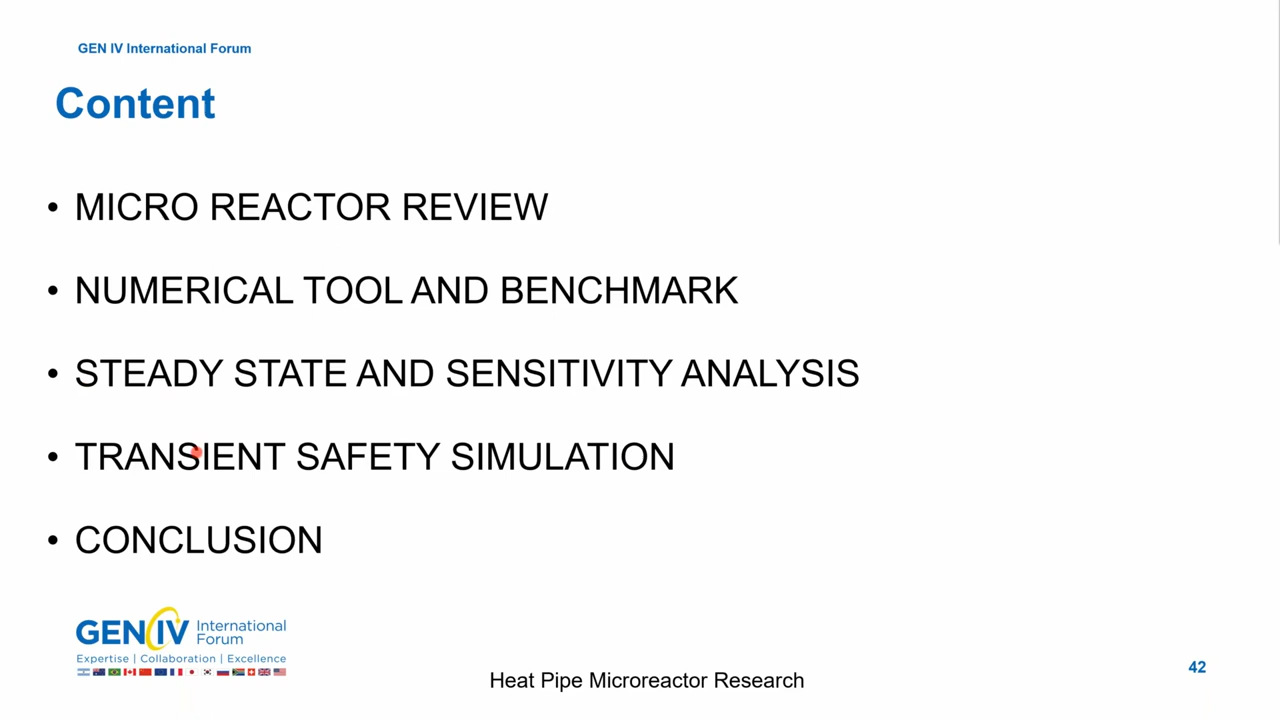 GEN IV International Forum
Content
• MICRO REACTOR REVIEW
• NUMERICAL TOOL AND BENCHMARK
• STEADY STATE AND SENSITIVITY ANALYSIS
• TRANSIENT SAFETY SIMULATION
• CONCLUSION
GEN IV International
Forum
Expertise | Collaboration | Excellence
Heat Pipe Microreactor Research
42